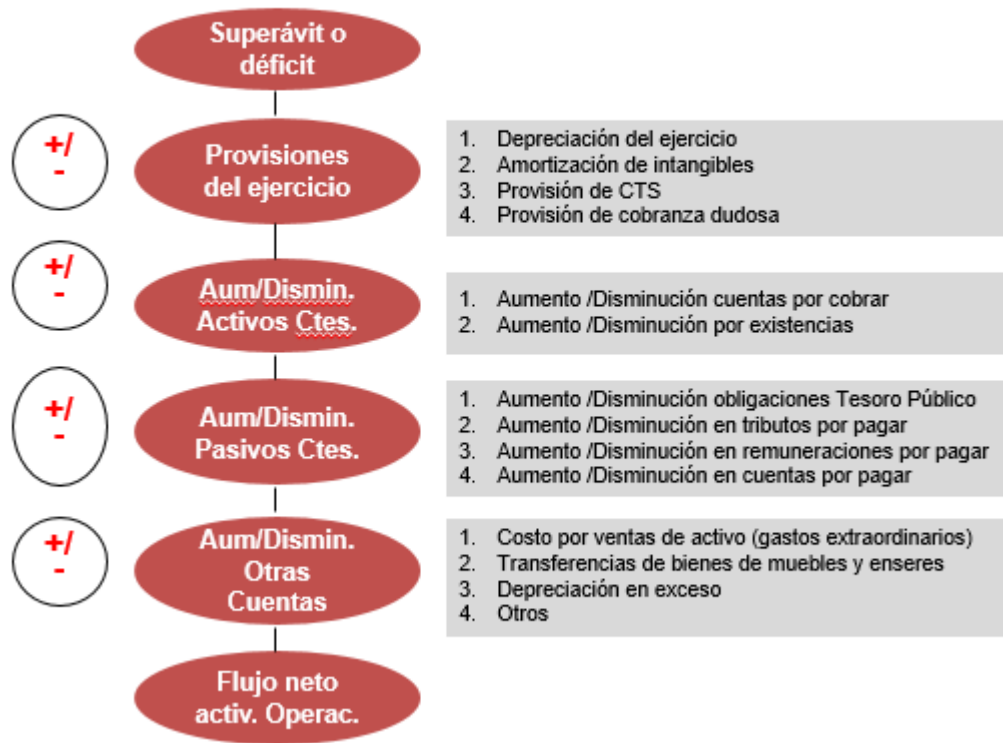 Superávit o
déficit
+/
-
Provisiones
del ejercicio
1. Depreciación del ejercicio
2. Amortización de intangibles
3. Provisión de CTS
4. Provisión de cobranza dudosa
+/
-
Aum/Dismin.
Activos Ctes.
1. Aumento /Disminución cuentas por cobrar
2. Aumento /Disminución por existencias
+/
-
Aum/Dismin.
Pasivos Ctes.
1. Aumento /Disminución obligaciones Tesoro Público
2. Aumento /Disminución en tributos por pagar
3. Aumento /Disminución en remuneraciones por pagar
4. Aumento /Disminución en cuentas por pagar
+/
-
Aum/Dismin.
Otras
Cuentas
1. Costo por ventas de activo (gastos extraordinarios)
2. Transferencias de bienes de muebles y enseres
3. Depreciación en exceso
4. Otros
Flujo neto
activ. Operac.